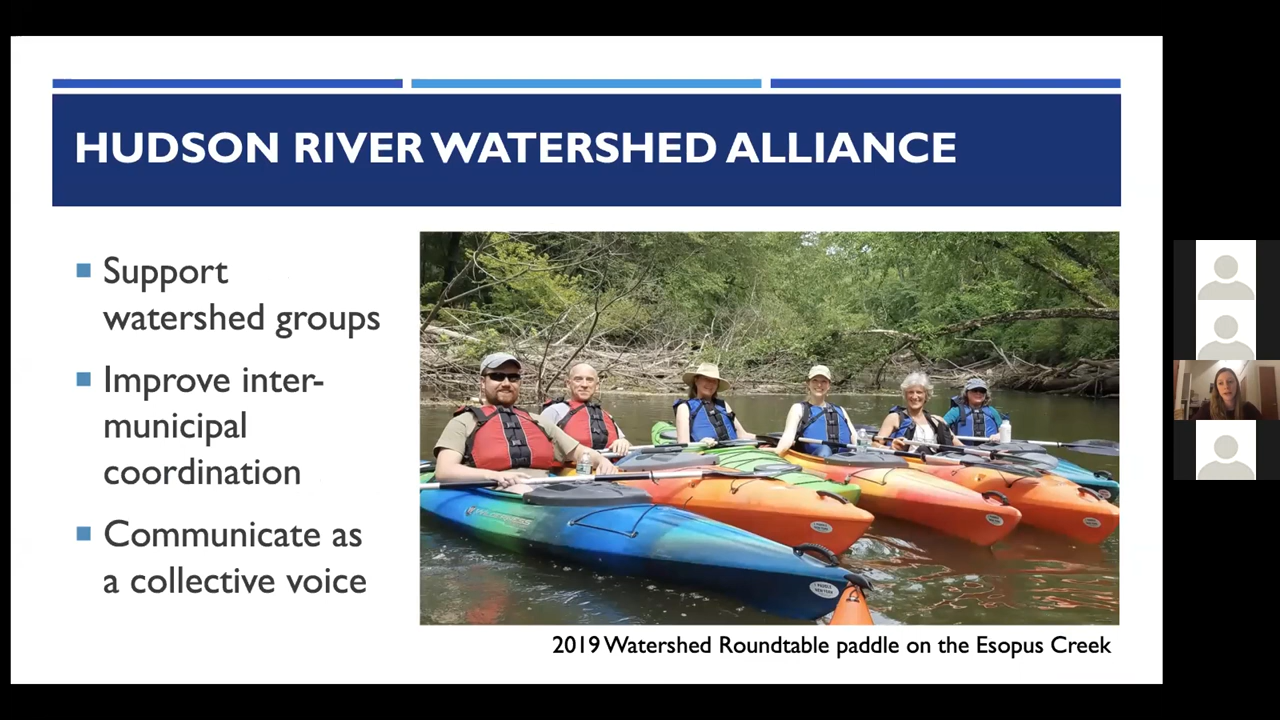 HUDSON RIVER WATERSHED ALLIANCE
Support
watershed groups
Improve inter-
municipal
coordination
Communicate as
a collective voice
2019 Watershed Roundtable paddle on the Esopus Creek